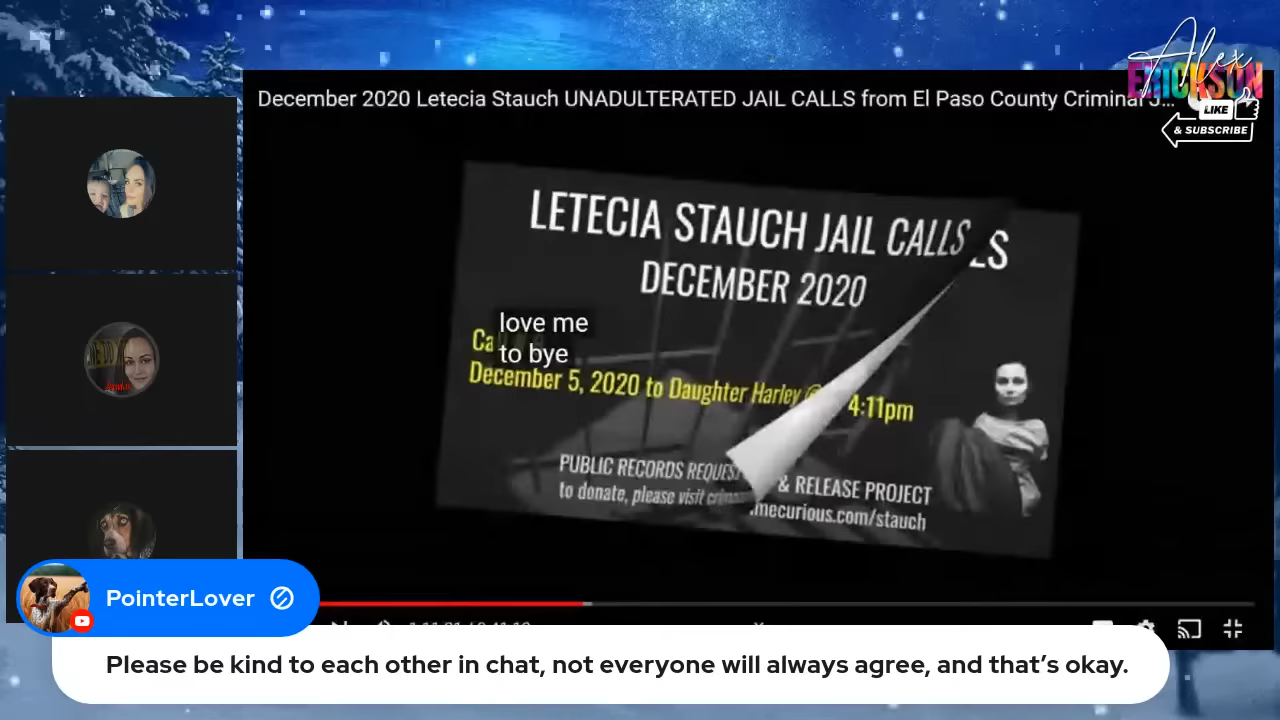 December 2020 Letecia Stauch UNADULTERATED JAIL CALLS from El Paso County Criminal J...
Alex
ERICKSON
LIKE
& SUBSCRIBE
LETECIA STAUCH JAIL CALLS
LS
DECEMBER 2020
love me
to bye
Ca
December 5, 2020 to Daughter Harley @ 4:11pm
PUBLIC RECORDS REQUEST & RELEASE PROJECT
to donate, please visit crimecurious.com/stauch
PointerLover
Please be kind to each other in chat, not everyone will always agree, and that’s okay.